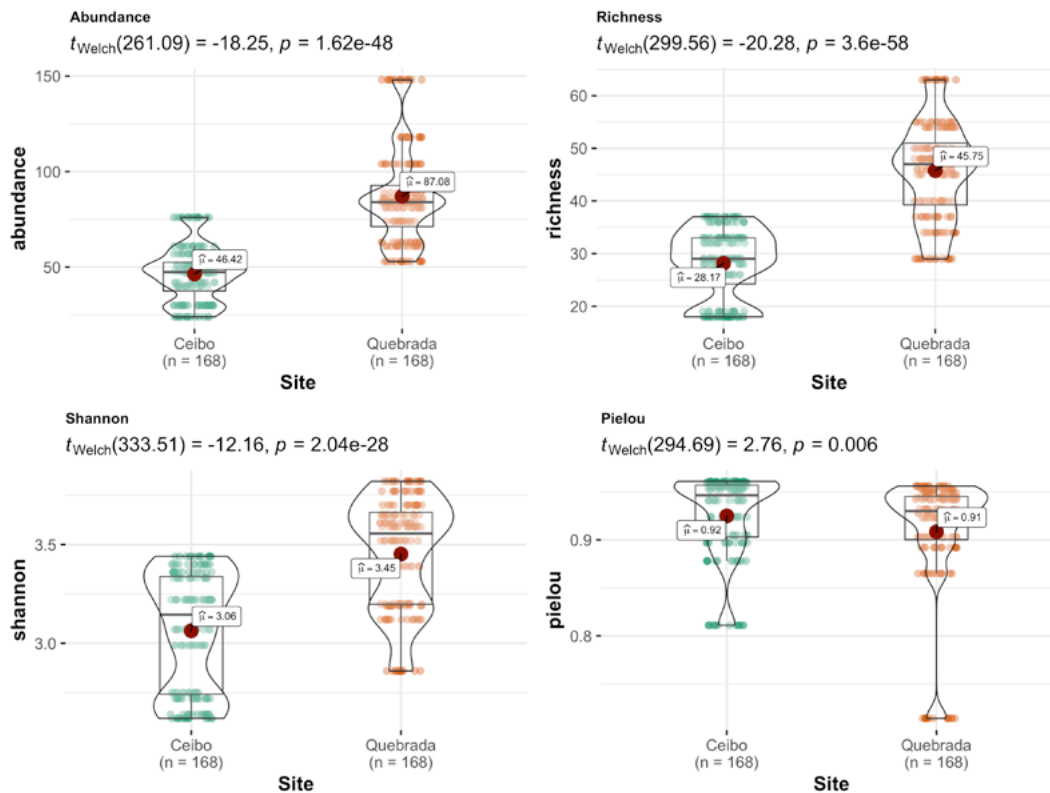 Abundance
t Welch(261.09) = -18.25, p = 1.62e-48
150
100
50
abundance
μ̂ = 46.42
μ̂ = 87.08
Ceibo
(n = 168)
Quebrada
(n = 168)
Site
Richness
t Welch(299.56) = -20.28, p = 3.6e-58
60
50
40
30
20
richness
μ̂ = 28.17
μ̂ = 45.75
Ceibo
(n = 168)
Quebrada
(n = 168)
Site
Shannon
t Welch(333.51) = -12.16, p = 2.04e-28
3.5
3.0
shannon
μ̂ = 3.06
μ̂ = 3.45
Ceibo
(n = 168)
Quebrada
(n = 168)
Site
Pielou
t Welch(294.69) = 2.76, p = 0.006
0.9
0.8
pielou
μ̂ = 0.92
μ̂ = 0.91
Ceibo
(n = 168)
Quebrada
(n = 168)
Site